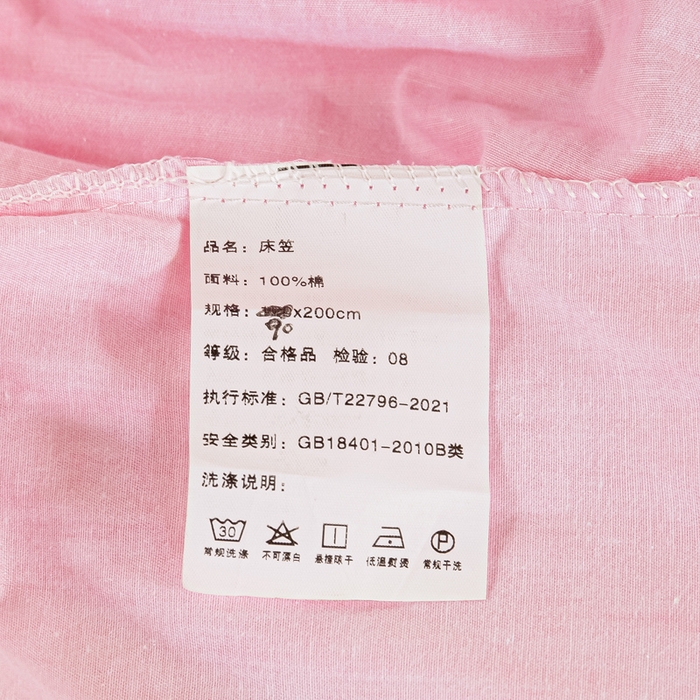 品名：床笠
面料：100%棉
规格：x200cm
90
等级：合格品 检验：08
执行标准：GB/T22796-2021
安全类别：GB18401-2010B类
洗涤说明：
30 P
常规洗涤 不可漂白 悬挂晾干 低温熨烫 常规干洗